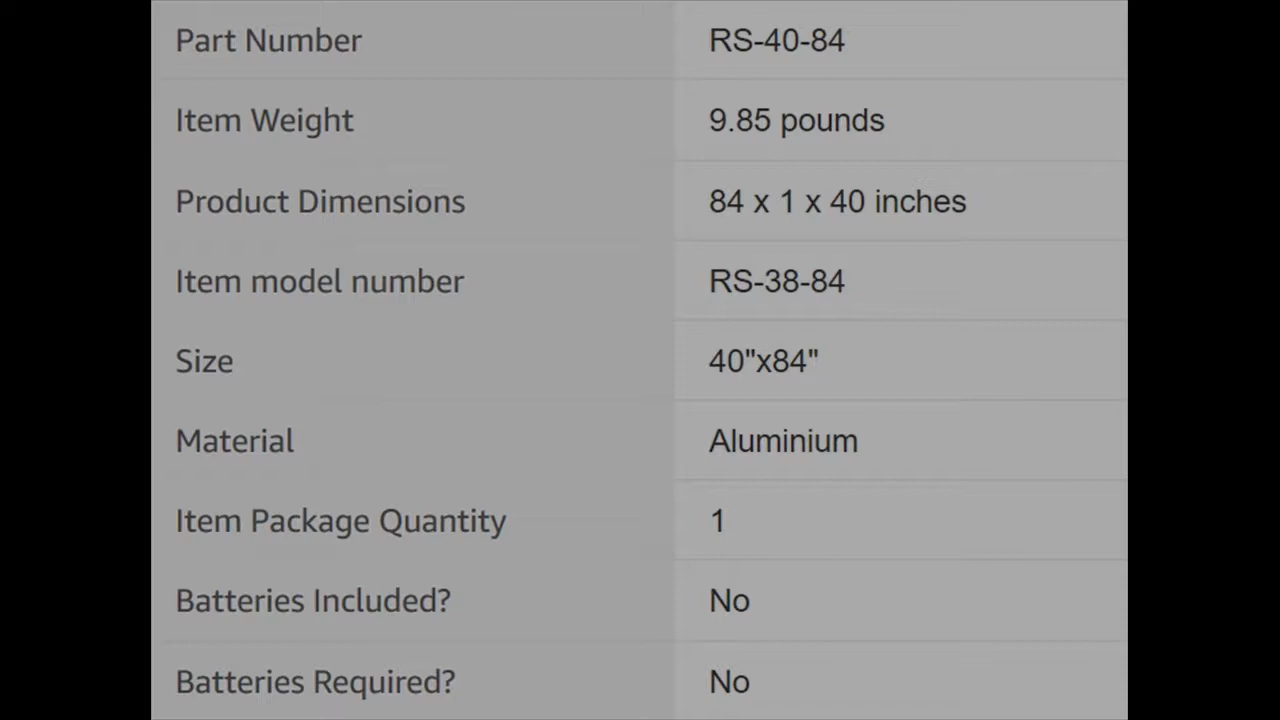 Part Number RS-40-84
Item Weight 9.85 pounds
Product Dimensions 84 x 1 x 40 inches
Item model number RS-38-84
Size 40"x84"
Material Aluminium
Item Package Quantity 1
Batteries Included? No
Batteries Required? No